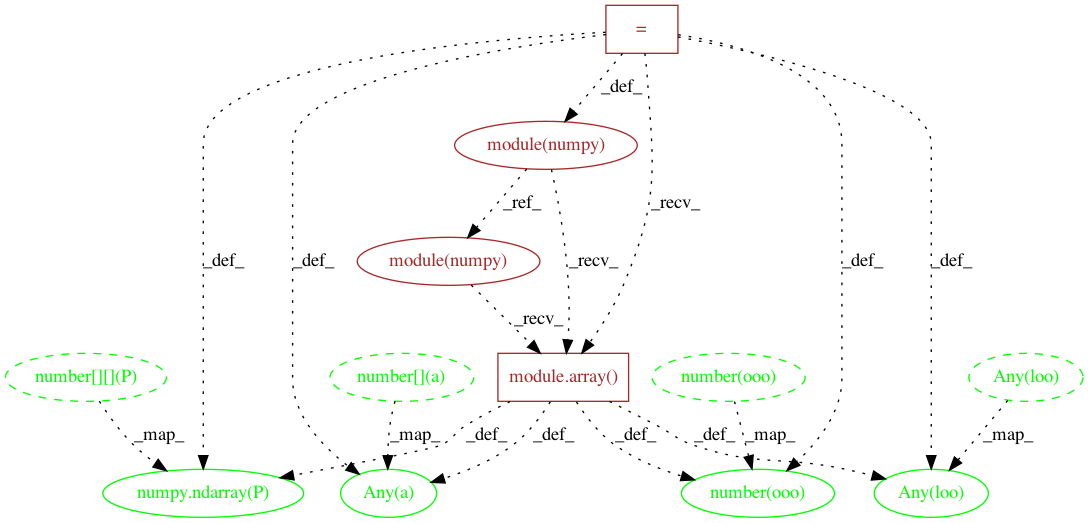 =
_def_
module(numpy)
_ref_ _recv_
module(numpy)
_def_ _def_ _recv_ _def_ _def_
_recv_
number[][](P) number[](a) module.array() number(ooo) Any(loo)
_map_ _map_ _def_ _def_ _def_ _def_ _map_ _map_
numpy.ndarray(P) Any(a) number(ooo) Any(loo)